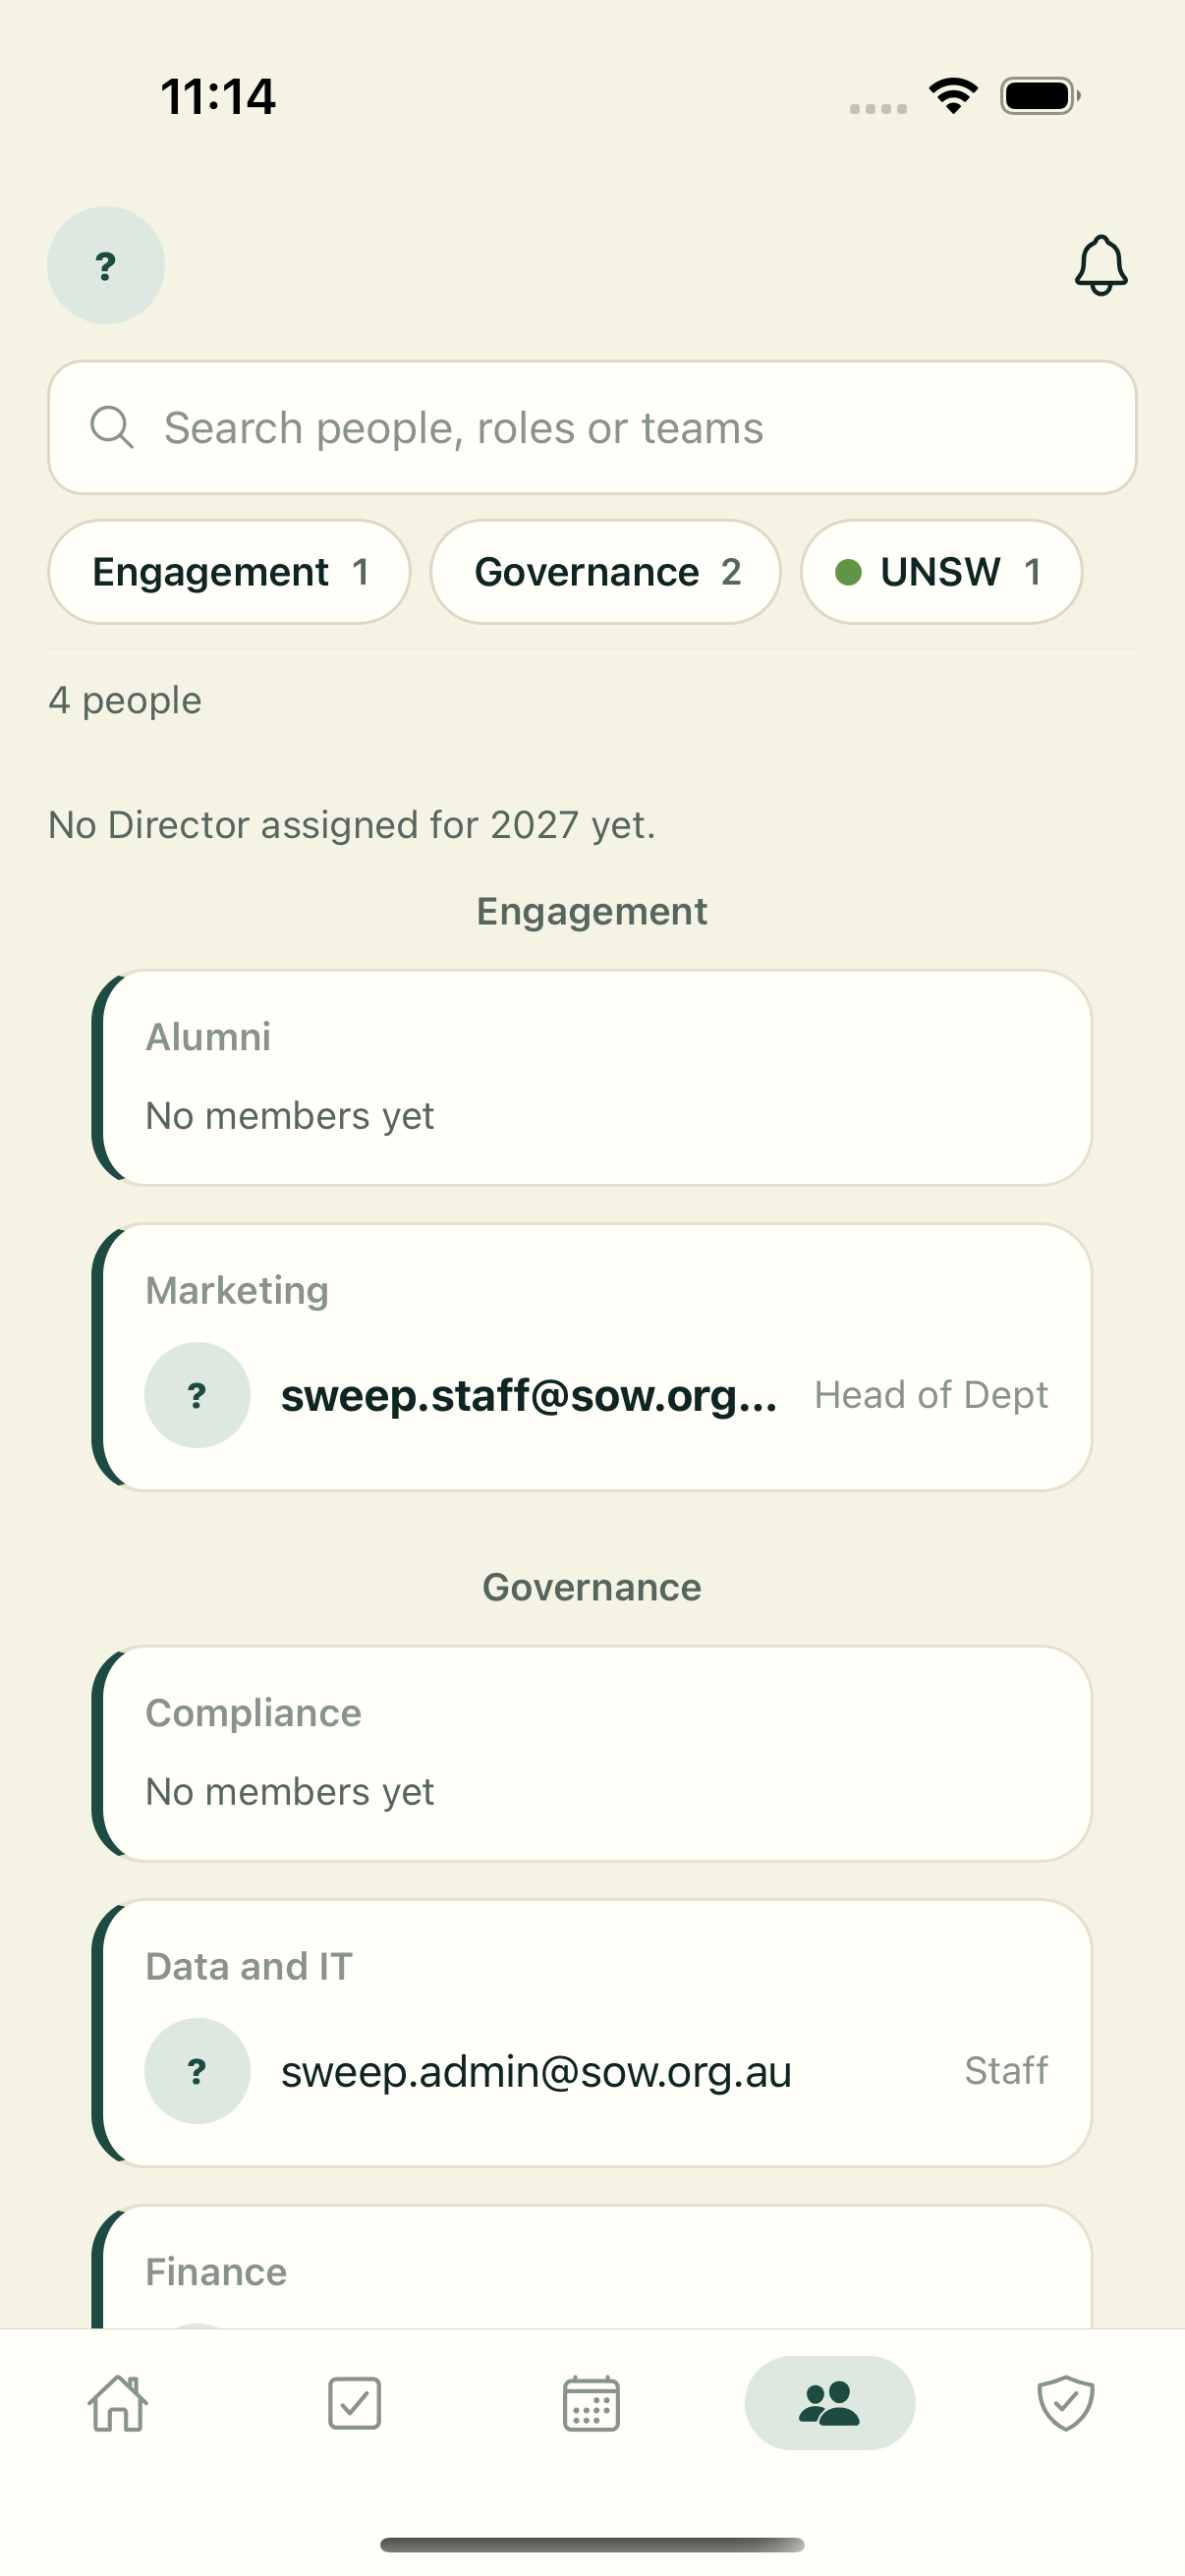 11:14
?
Search people, roles or teams
Engagement 1
Governance 2
UNSW 1
4 people
No Director assigned for 2027 yet.
Engagement
Alumni
No members yet
Marketing
?
sweep.staff@sow.org...
Head of Dept
Governance
Compliance
No members yet
Data and IT
?
sweep.admin@sow.org.au
Staff
Finance